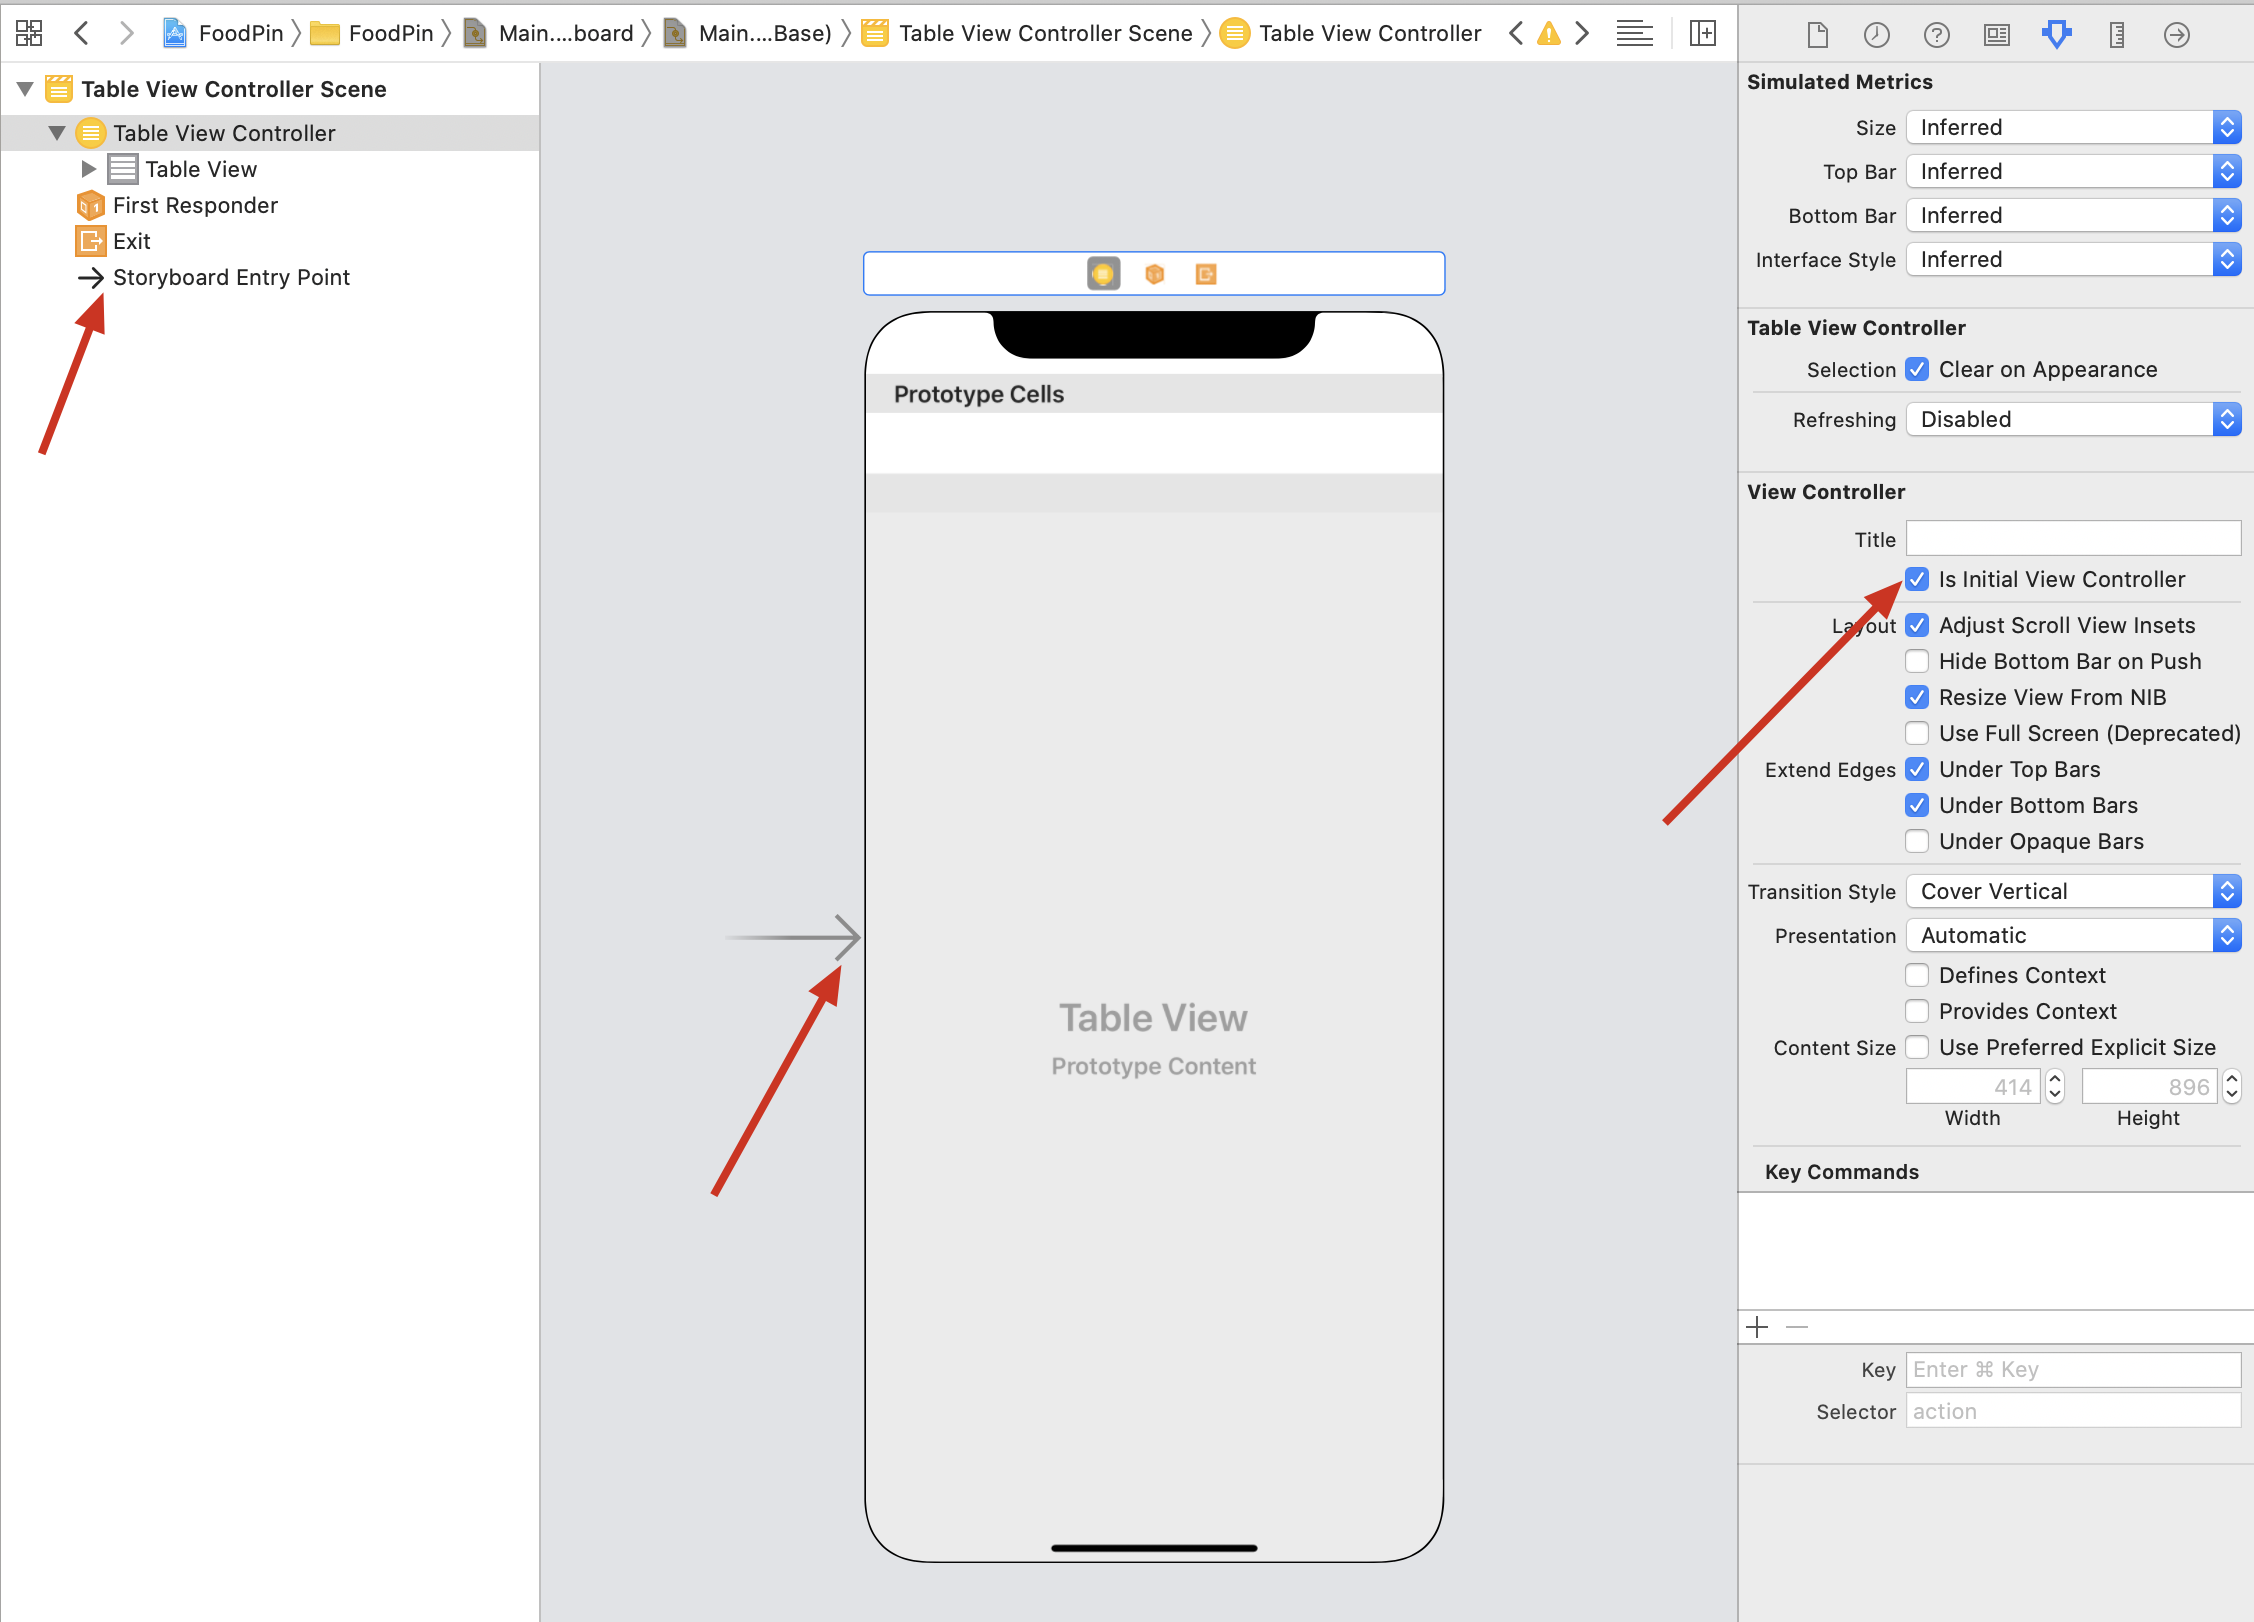 FoodPin FoodPin Main....board Main....Base) Table View Controller Scene Table View Controller
Table View Controller Scene
Table View Controller
Table View
First Responder
Exit
Storyboard Entry Point
Prototype Cells
Table View
Prototype Content
Simulated Metrics
Size Inferred
Top Bar Inferred
Bottom Bar Inferred
Interface Style Inferred
Table View Controller
Selection Clear on Appearance
Refreshing Disabled
View Controller
Title
Is Initial View Controller
Layout Adjust Scroll View Insets
Hide Bottom Bar on Push
Resize View From NIB
Use Full Screen (Deprecated)
Extend Edges Under Top Bars
Under Bottom Bars
Under Opaque Bars
Transition Style Cover Vertical
Presentation Automatic
Defines Context
Provides Context
Content Size Use Preferred Explicit Size
414 896
Width Height
Key Commands
Key Enter ⌘ Key
Selector action